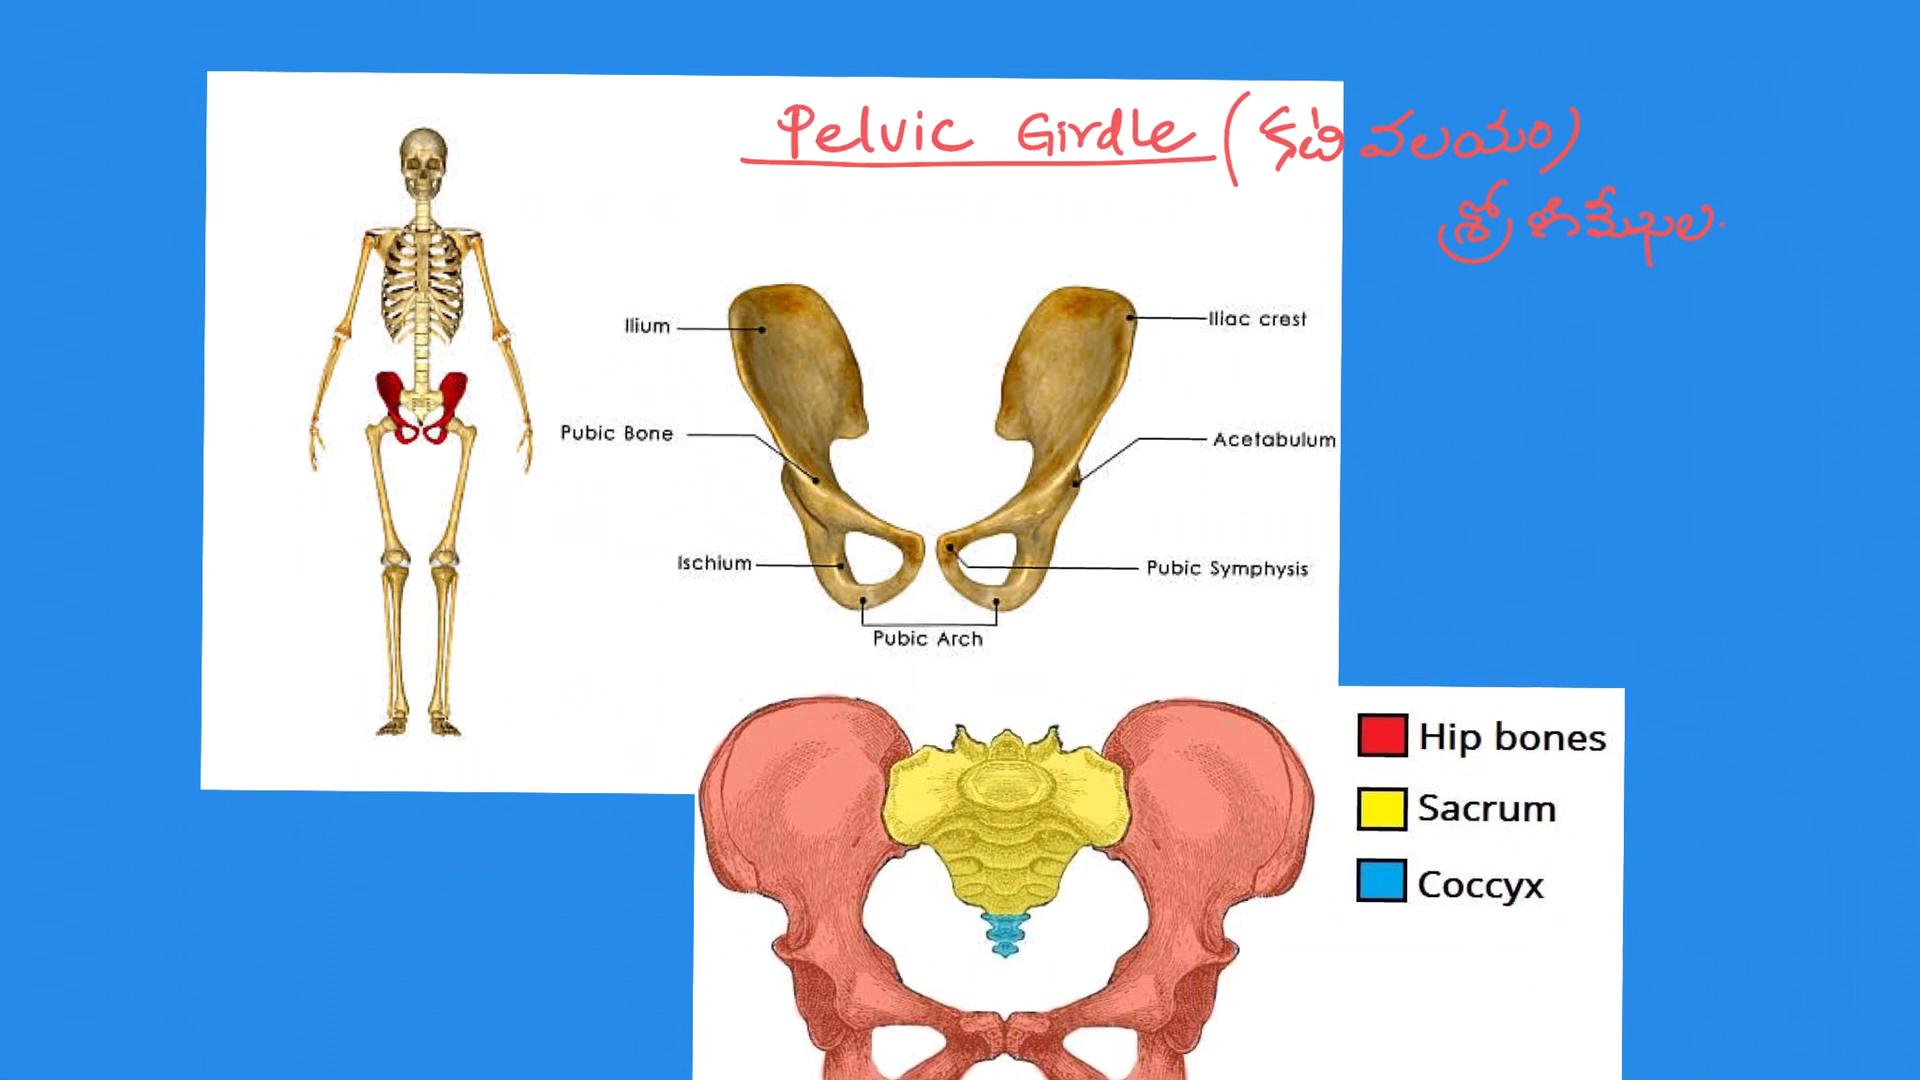 Pelvic Girdle (కటి వలయం)
శ్రోణి మేఖల.
Ilium
Iliac crest
Pubic Bone
Acetabulum
Ischium
Pubic Symphysis
Pubic Arch
Hip bones
Sacrum
Coccyx